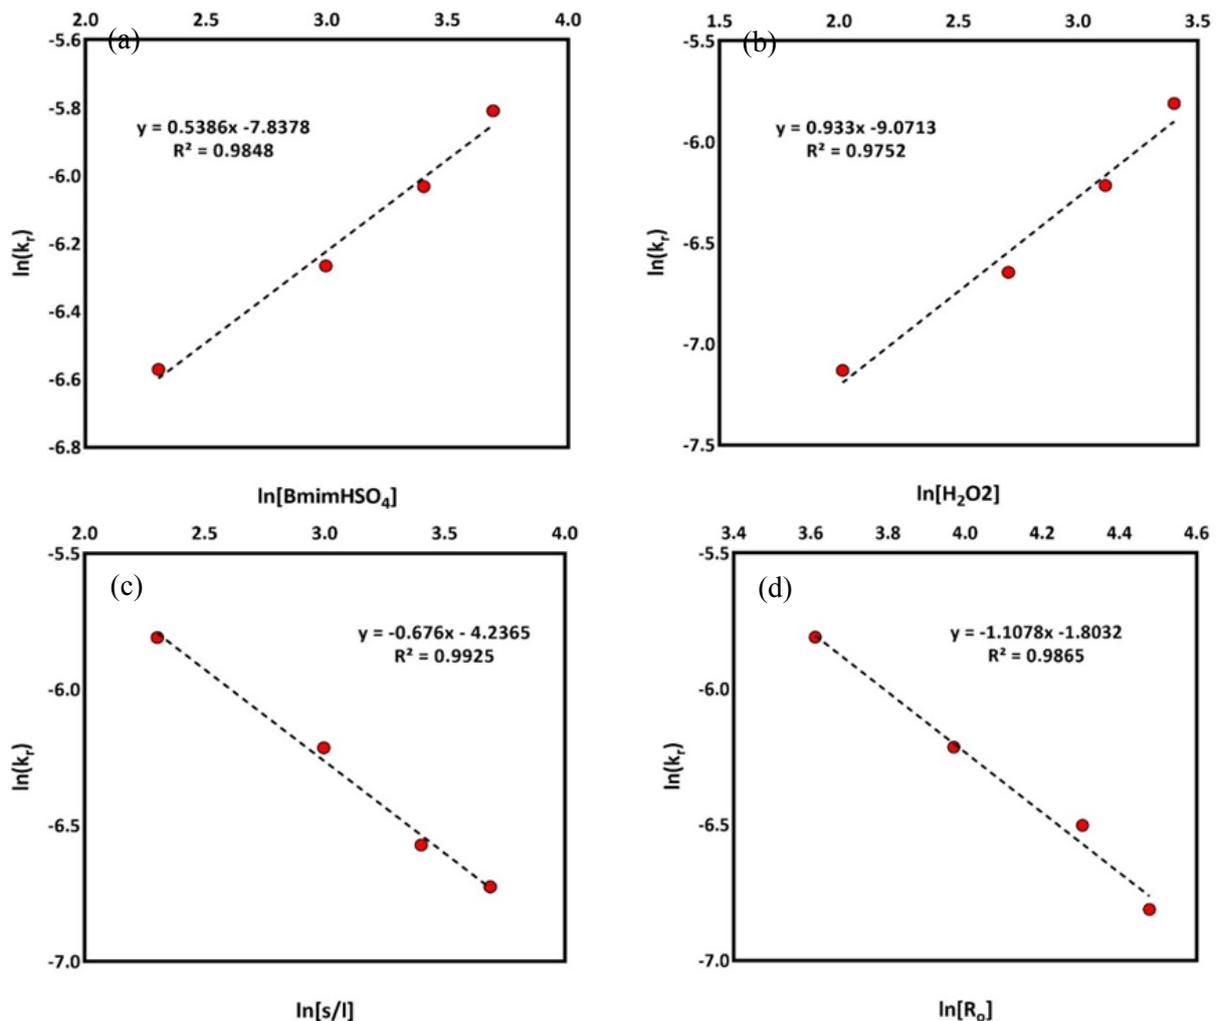 2.0 2.5 3.0 3.5 4.0
(a)
-5.6
-5.8
-6.0
-6.2
-6.4
-6.6
-6.8
y = 0.5386x -7.8378
R² = 0.9848
ln(kᵣ)
ln[BmimHSO₄]
1.5 2.0 2.5 3.0 3.5
(b)
-5.5
-6.0
-6.5
-7.0
-7.5
y = 0.933x -9.0713
R² = 0.9752
ln(kᵣ)
ln[H₂O2]
2.0 2.5 3.0 3.5 4.0
(c)
-5.5
-6.0
-6.5
-7.0
y = -0.676x - 4.2365
R² = 0.9925
ln(kᵣ)
ln[s/l]
3.4 3.6 3.8 4.0 4.2 4.4 4.6
(d)
-5.5
-6.0
-6.5
-7.0
y = -1.1078x -1.8032
R² = 0.9865
ln(kᵣ)
ln[Rₒ]